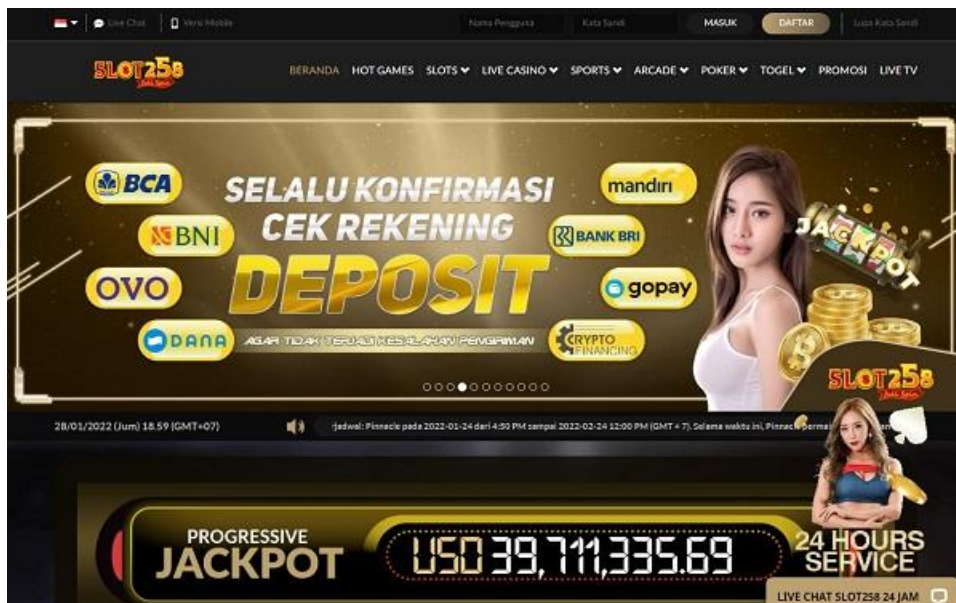 Live Chat Versi Mobile Nama Pengguna Kata Sandi MASUK DAFTAR Lupa Kata Sandi
SLOT258
BERANDA HOT GAMES SLOTS LIVE CASINO SPORTS ARCADE POKER TOGEL PROMOSI LIVE TV
BCA
BNI
OVO
DANA
SELALU KONFIRMASI
CEK REKENING
DEPOSIT
AGAR TIDAK TERJADI KESALAHAN PENGIRIMAN
mandiri
BANK BRI
gopay
CRYPTO
FINANCING
JACKPOT
SLOT258
28/01/2022 (Jum) 18.59 (GMT+07)
rjadwal: Pinnacle pada 2022-01-24 dari 4:50 PM sampai 2022-02-24 12:00 PM (GMT + 7). Selama waktu ini, Pinnacle
PROGRESSIVE
JACKPOT
USD 39,711,335.69
24 HOURS
SERVICE
LIVE CHAT SLOT258 24 JAM